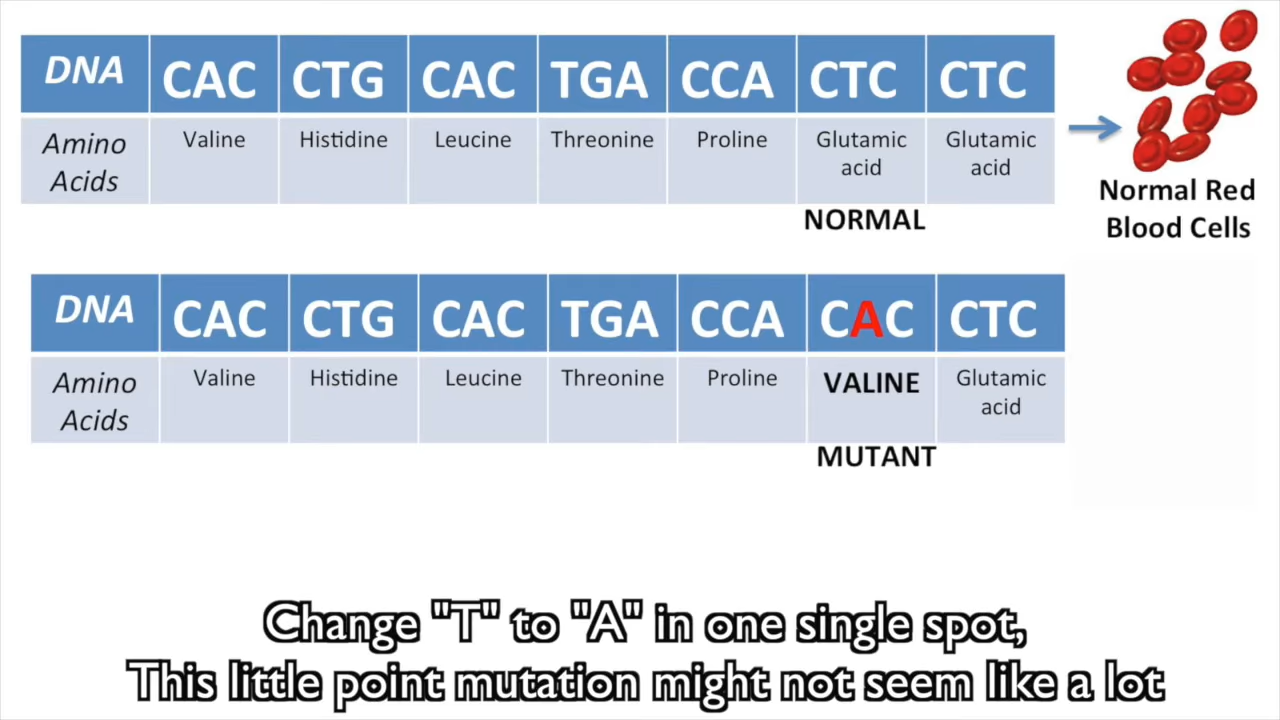 DNA CAC CTG CAC TGA CCA CTC CTC
Amino Acids Valine Histidine Leucine Threonine Proline Glutamic acid Glutamic acid
NORMAL
Normal Red
Blood Cells
DNA CAC CTG CAC TGA CCA CAC CTC
Amino Acids Valine Histidine Leucine Threonine Proline VALINE Glutamic acid
MUTANT
Change "T" to "A" in one single spot,
This little point mutation might not seem like a lot